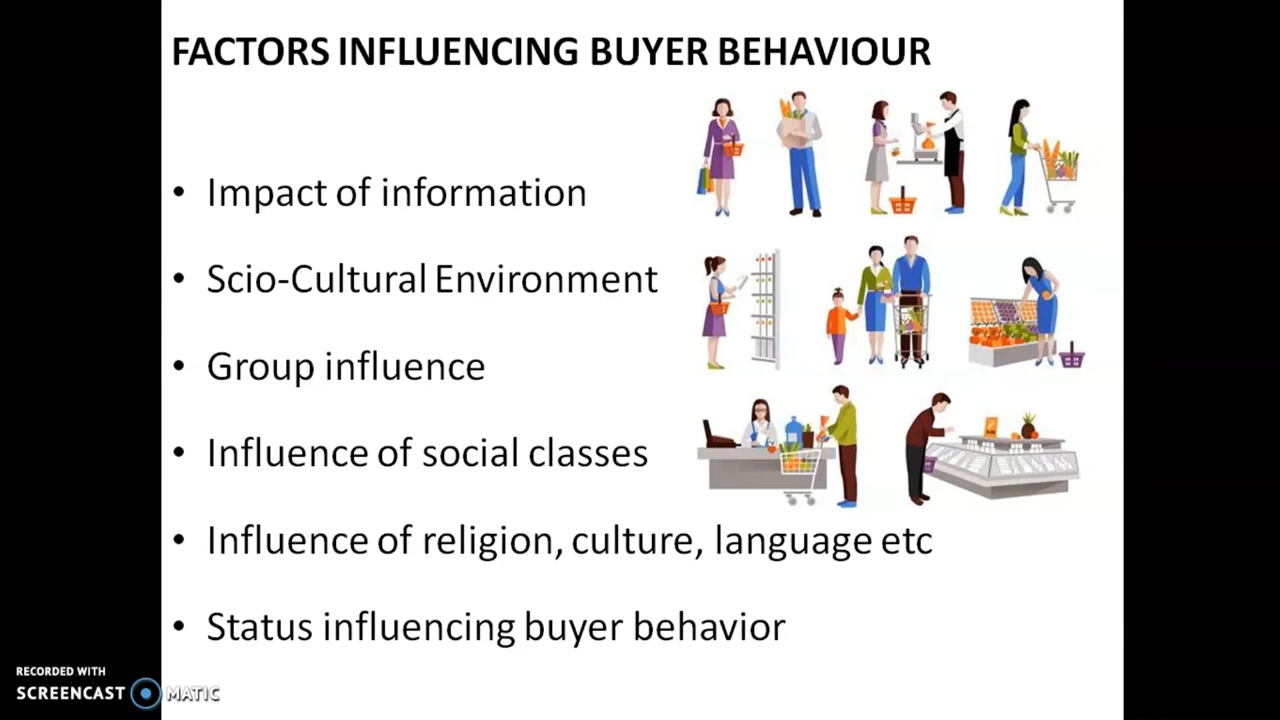 FACTORS INFLUENCING BUYER BEHAVIOUR
• Impact of information
• Scio-Cultural Environment
• Group influence
• Influence of social classes
• Influence of religion, culture, language etc
• Status influencing buyer behavior
RECORDED WITH
SCREENCAST MATIC